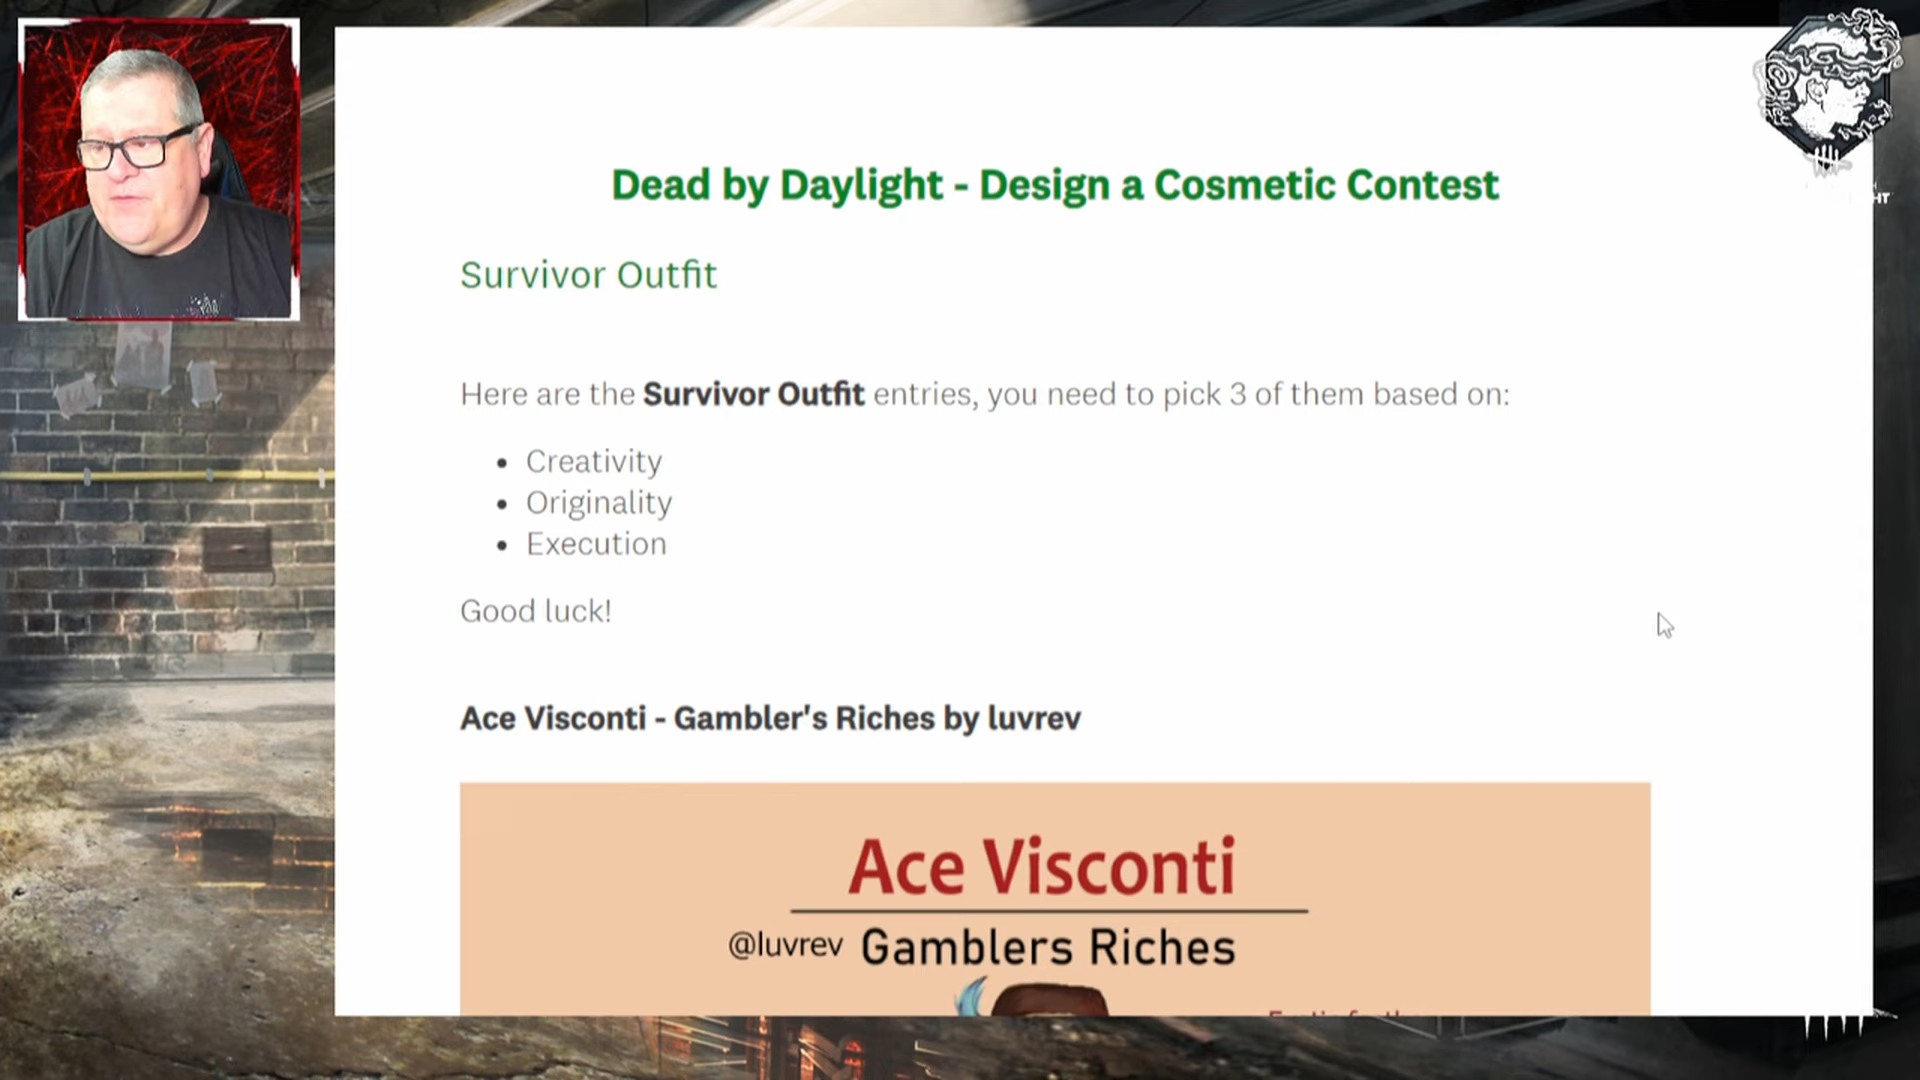 Dead by Daylight - Design a Cosmetic Contest
Survivor Outfit
Here are the Survivor Outfit entries, you need to pick 3 of them based on:
• Creativity
• Originality
• Execution
Good luck!
Ace Visconti - Gambler's Riches by luvrev
Ace Visconti
@luvrev Gamblers Riches